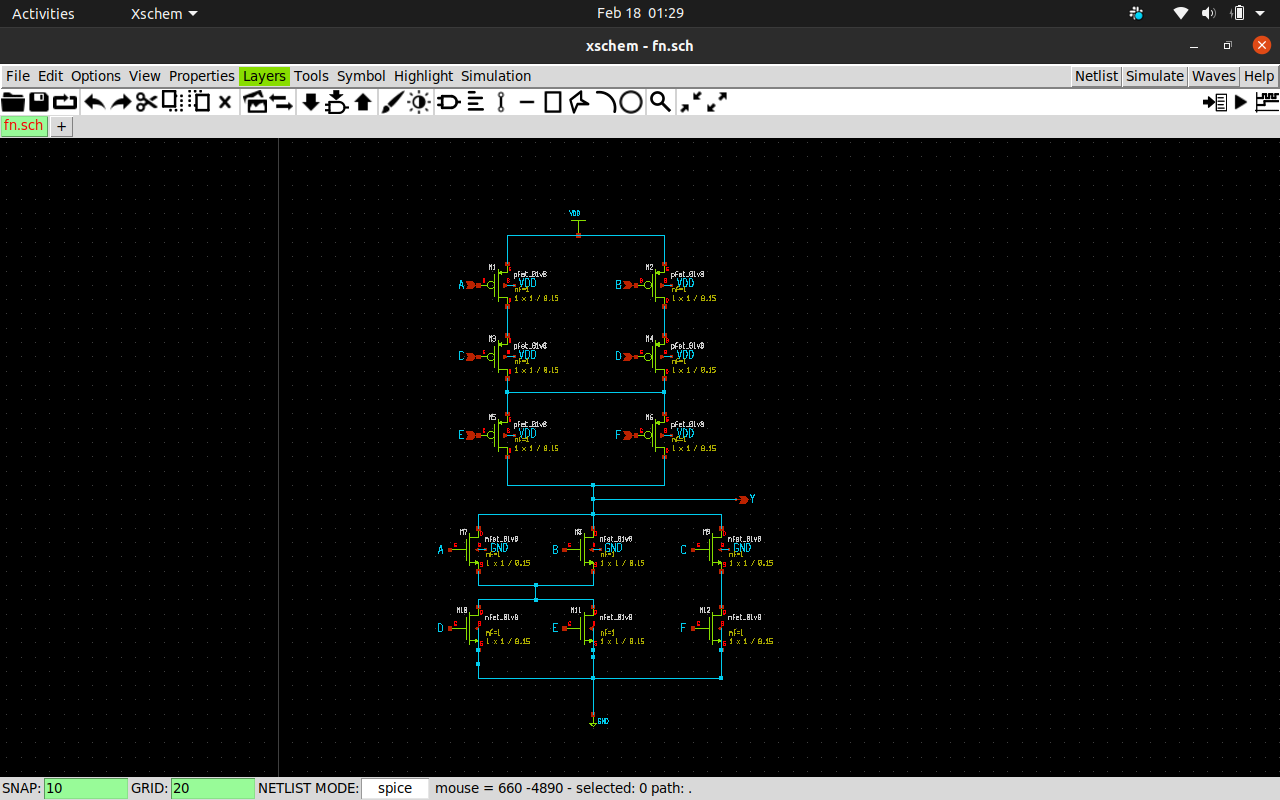 Activities Xschem Feb 18 01:29
xschem - fn.sch
File Edit Options View Properties Layers Tools Symbol Highlight Simulation Netlist Simulate Waves Help
fn.sch +
VDD
M1 pfet_01v8 M2 pfet_01v8
A VDD B VDD
nf=1 nf=1
1 x 1 / 0.15 1 x 1 / 0.15
M3 pfet_01v8 M4 pfet_01v8
C VDD D VDD
nf=1 nf=1
1 x 1 / 0.15 1 x 1 / 0.15
M5 pfet_01v8 M6 pfet_01v8
E VDD F VDD
nf=1 nf=1
1 x 1 / 0.15 1 x 1 / 0.15
Y
M7 nfet_01v8 M8 nfet_01v8 M9 nfet_01v8
A GND B GND C GND
nf=1 nf=1 nf=1
1 x 1 / 0.15 1 x 1 / 0.15 1 x 1 / 0.15
M10 nfet_01v8 M11 nfet_01v8 M12 nfet_01v8
D E F
nf=1 nf=1 nf=1
1 x 1 / 0.15 1 x 1 / 0.15 1 x 1 / 0.15
GND
SNAP: 10 GRID: 20 NETLIST MODE: spice mouse = 660 -4890 - selected: 0 path: .